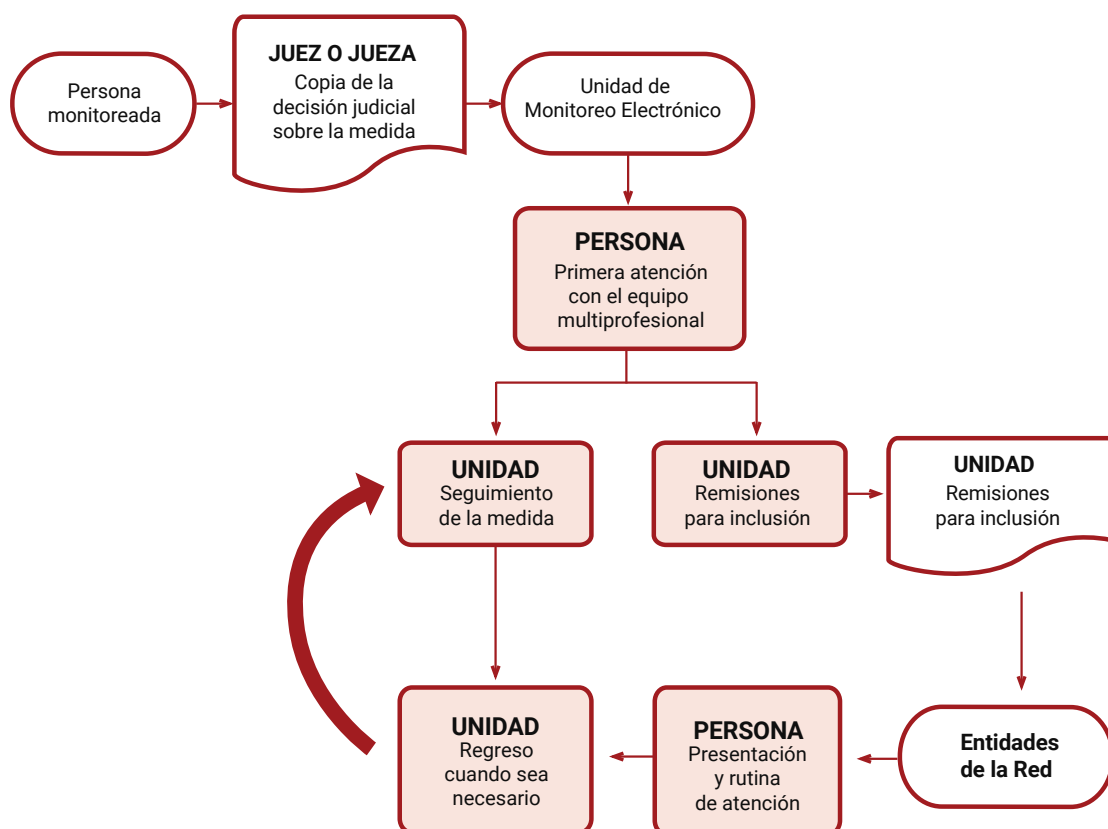 Persona
monitoreada
JUEZ O JUEZA
Copia de la
decisión judicial
sobre la medida
Unidad de
Monitoreo Electrónico
PERSONA
Primera atención
con el equipo
multiprofesional
UNIDAD
Seguimiento
de la medida
UNIDAD
Remisiones
para inclusión
UNIDAD
Remisiones
para inclusión
UNIDAD
Regreso
cuando sea
necesario
PERSONA
Presentación
y rutina
de atención
Entidades
de la Red